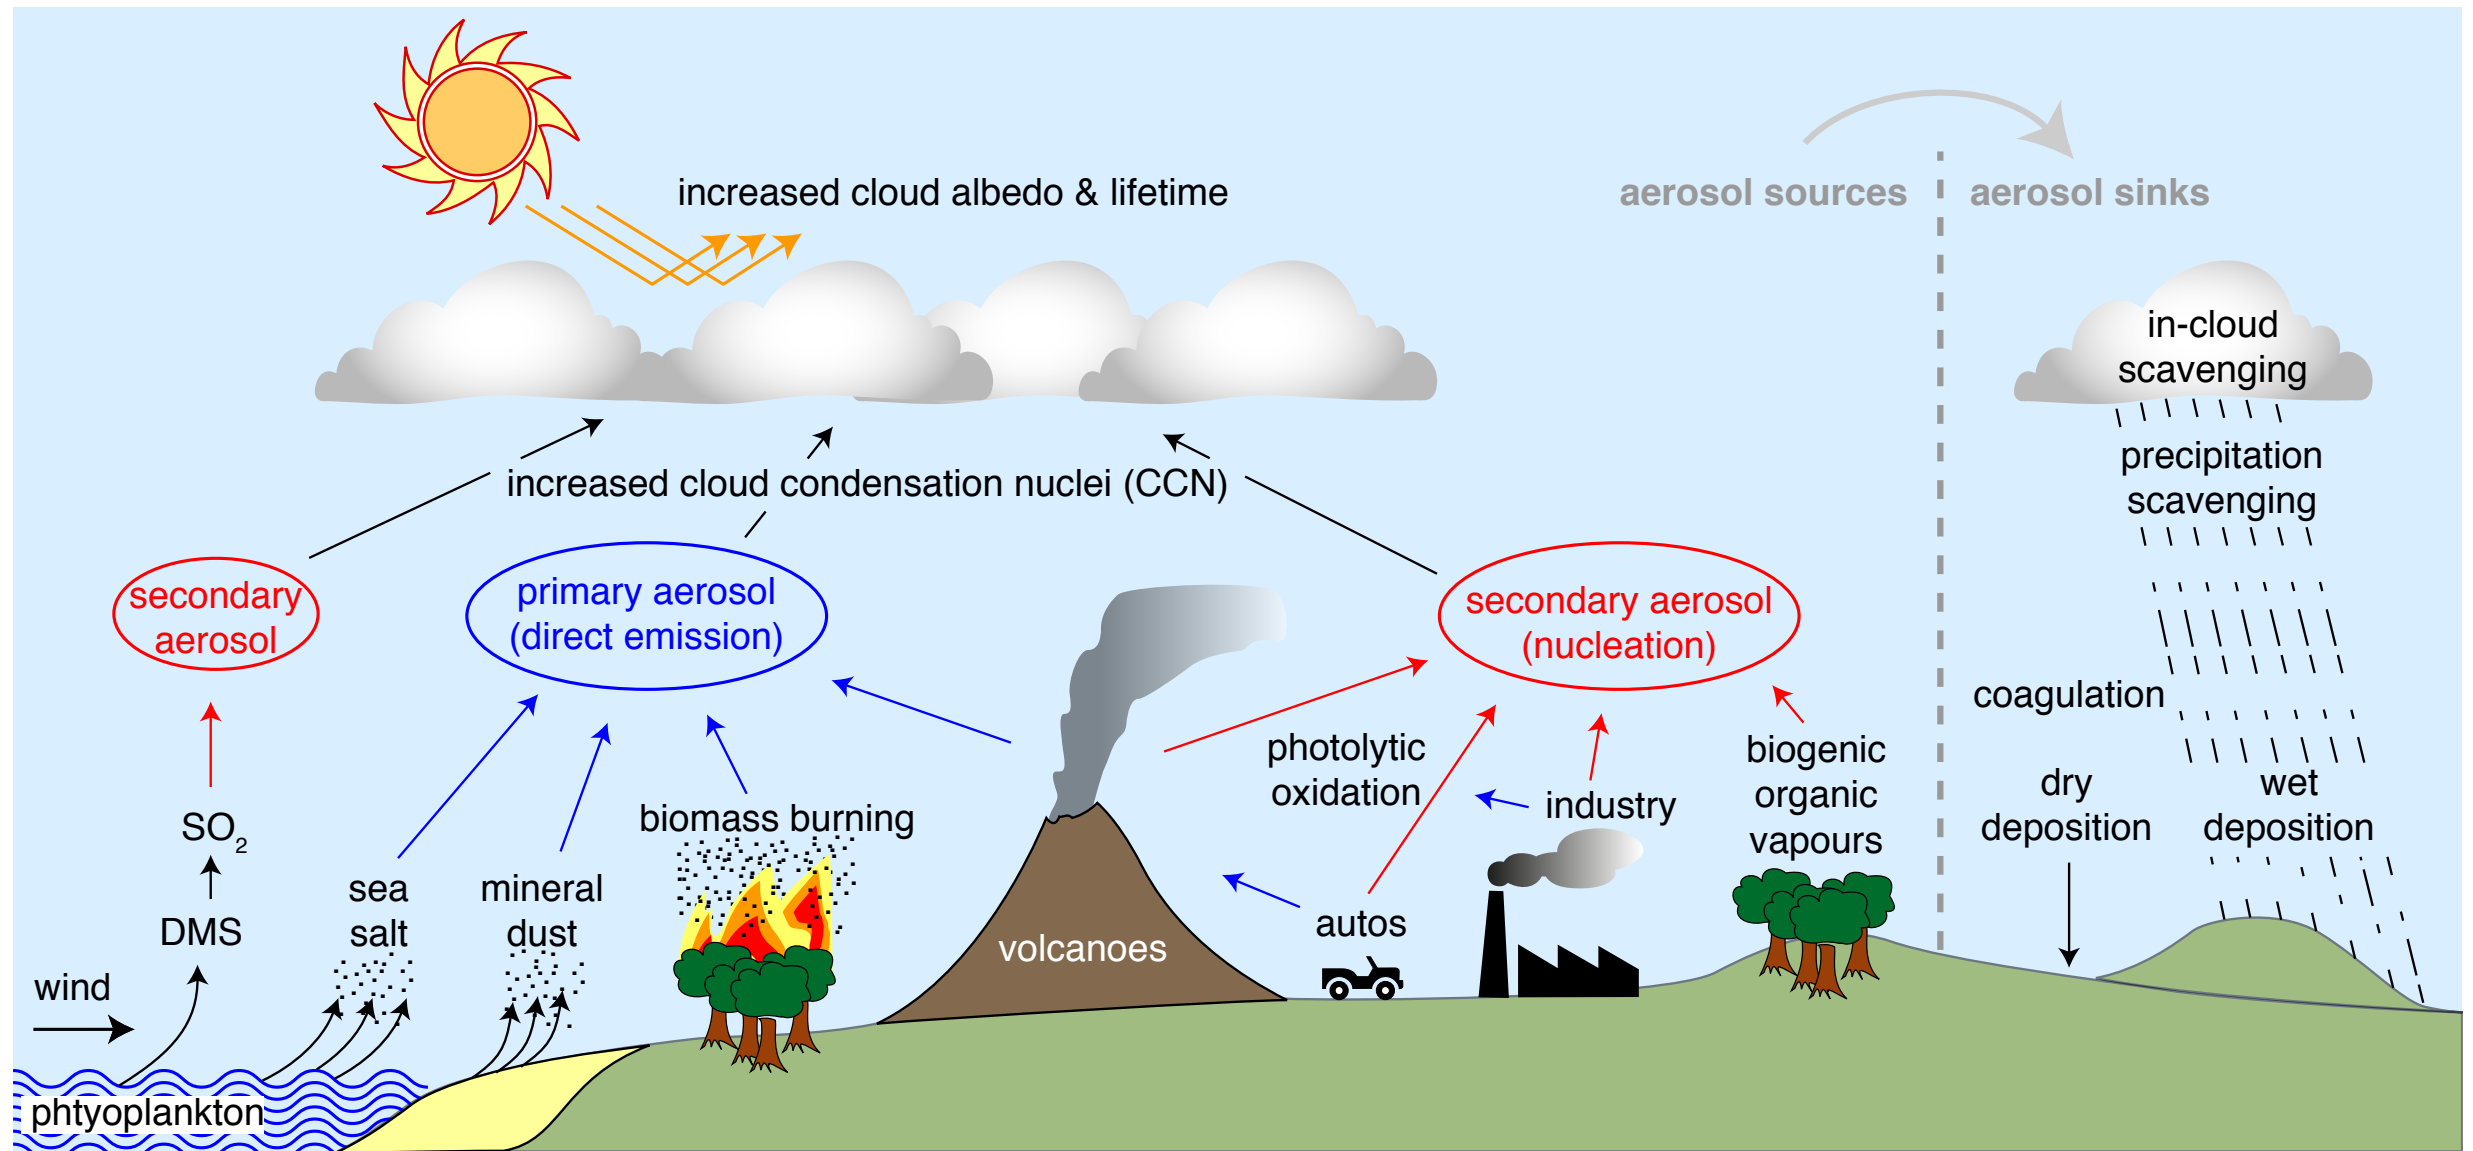 increased cloud albedo & lifetime
aerosol sources
aerosol sinks
in-cloud
scavenging
precipitation
scavenging
increased cloud condensation nuclei (CCN)
secondary
aerosol
primary aerosol
(direct emission)
secondary aerosol
(nucleation)
coagulation
photolytic
oxidation
biogenic
organic
vapours
dry
deposition
wet
deposition
SO₂
biomass burning
industry
DMS
sea
salt
mineral
dust
volcanoes
autos
wind
phtyoplankton